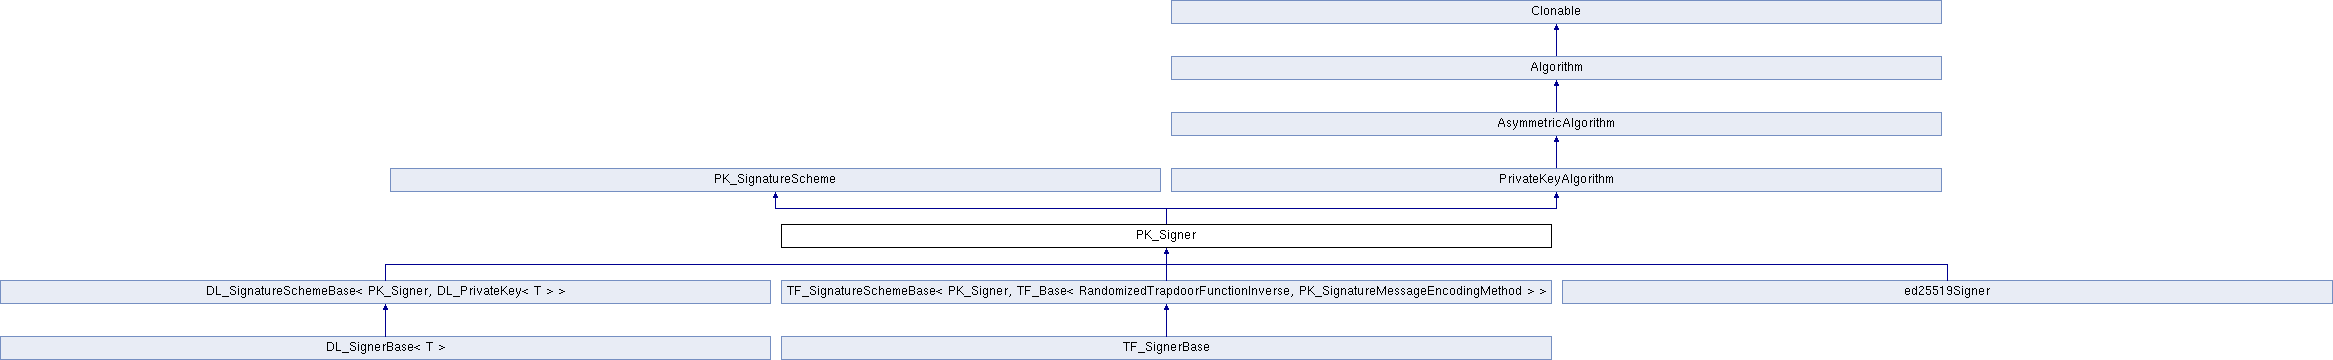 Clonable
Algorithm
AsymmetricAlgorithm
PK_SignatureScheme
PrivateKeyAlgorithm
PK_Signer
DL_SignatureSchemeBase< PK_Signer, DL_PrivateKey< T > >
TF_SignatureSchemeBase< PK_Signer, TF_Base< RandomizedTrapdoorFunctionInverse, PK_SignatureMessageEncodingMethod > >
ed25519Signer
DL_SignerBase< T >
TF_SignerBase